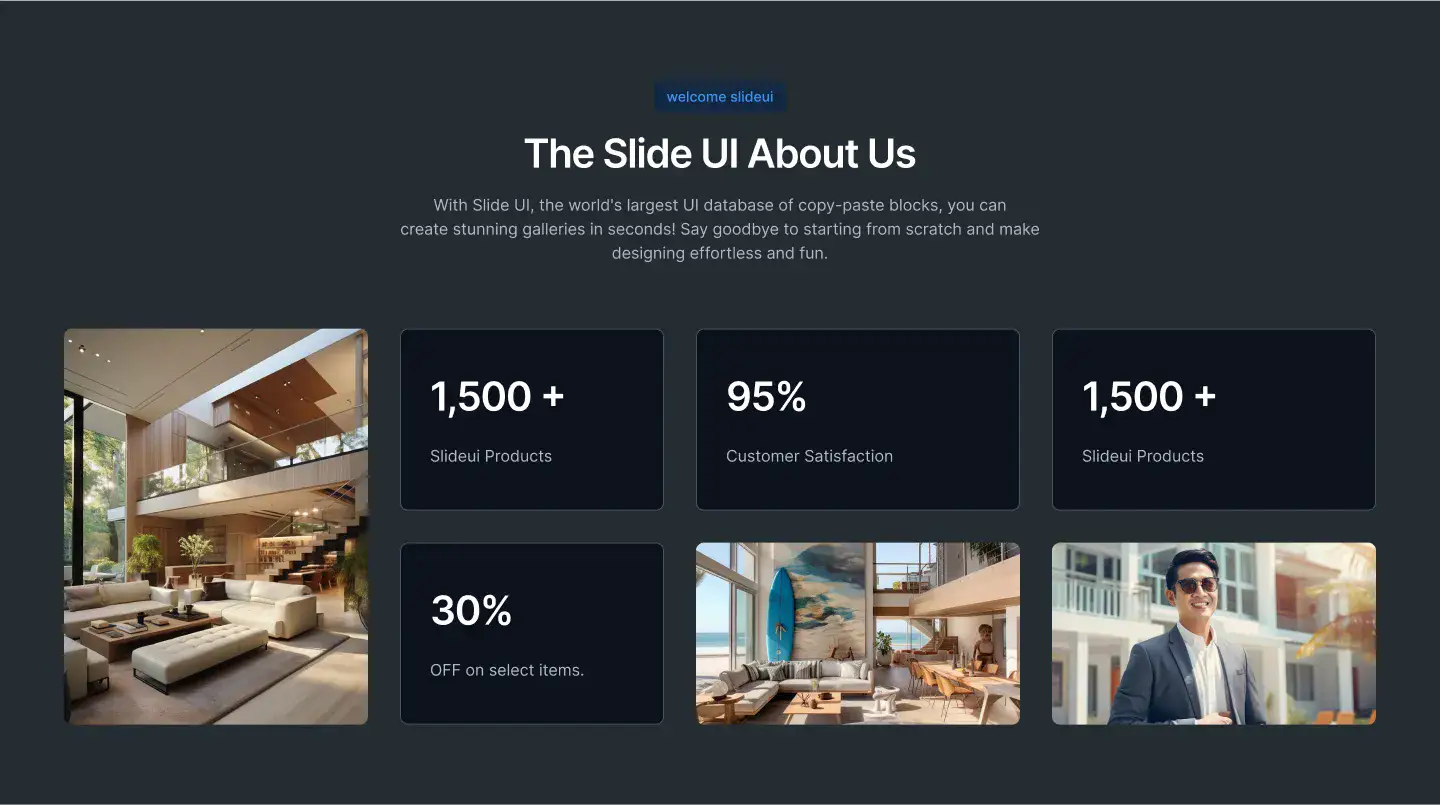 welcome slideui
The Slide UI About Us
With Slide UI, the world's largest UI database of copy-paste blocks, you can
create stunning galleries in seconds! Say goodbye to starting from scratch and make
designing effortless and fun.
1,500 +
Slideui Products
95%
Customer Satisfaction
1,500 +
Slideui Products
30%
OFF on select items.